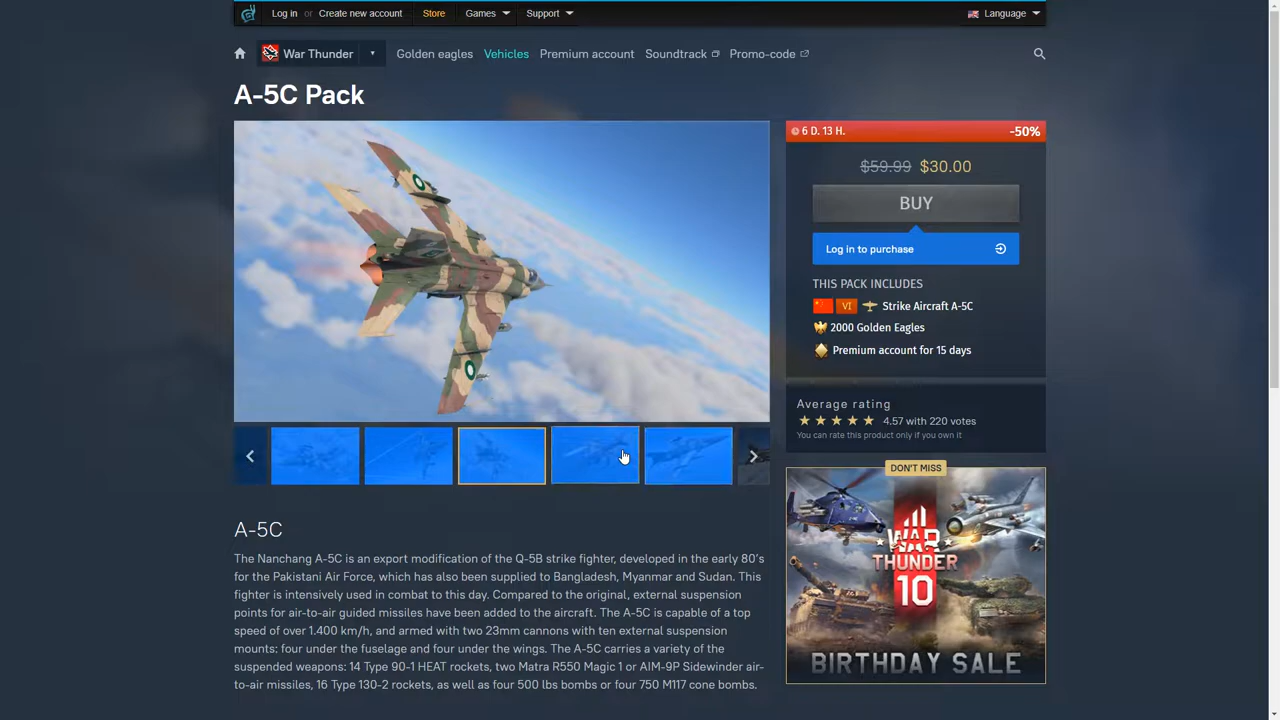 Log in or Create new account Store Games Support Language
War Thunder Golden eagles Vehicles Premium account Soundtrack Promo-code
A-5C Pack
6 D. 13 H. -50%
$59.99 $30.00
BUY
Log in to purchase
THIS PACK INCLUDES
VI Strike Aircraft A-5C
2000 Golden Eagles
Premium account for 15 days
Average rating
4.57 with 220 votes
You can rate this product only if you own it
DON'T MISS
WAR
THUNDER
10
BIRTHDAY SALE
A-5C
The Nanchang A-5C is an export modification of the Q-5B strike fighter, developed in the early 80's
for the Pakistani Air Force, which has also been supplied to Bangladesh, Myanmar and Sudan. This
fighter is intensively used in combat to this day. Compared to the original, external suspension
points for air-to-air guided missiles have been added to the aircraft. The A-5C is capable of a top
speed of over 1.400 km/h, and armed with two 23mm cannons with ten external suspension
mounts: four under the fuselage and four under the wings. The A-5C carries a variety of the
suspended weapons: 14 Type 90-1 HEAT rockets, two Matra R550 Magic 1 or AIM-9P Sidewinder air-
to-air missiles, 16 Type 130-2 rockets, as well as four 500 lbs bombs or four 750 M117 cone bombs.